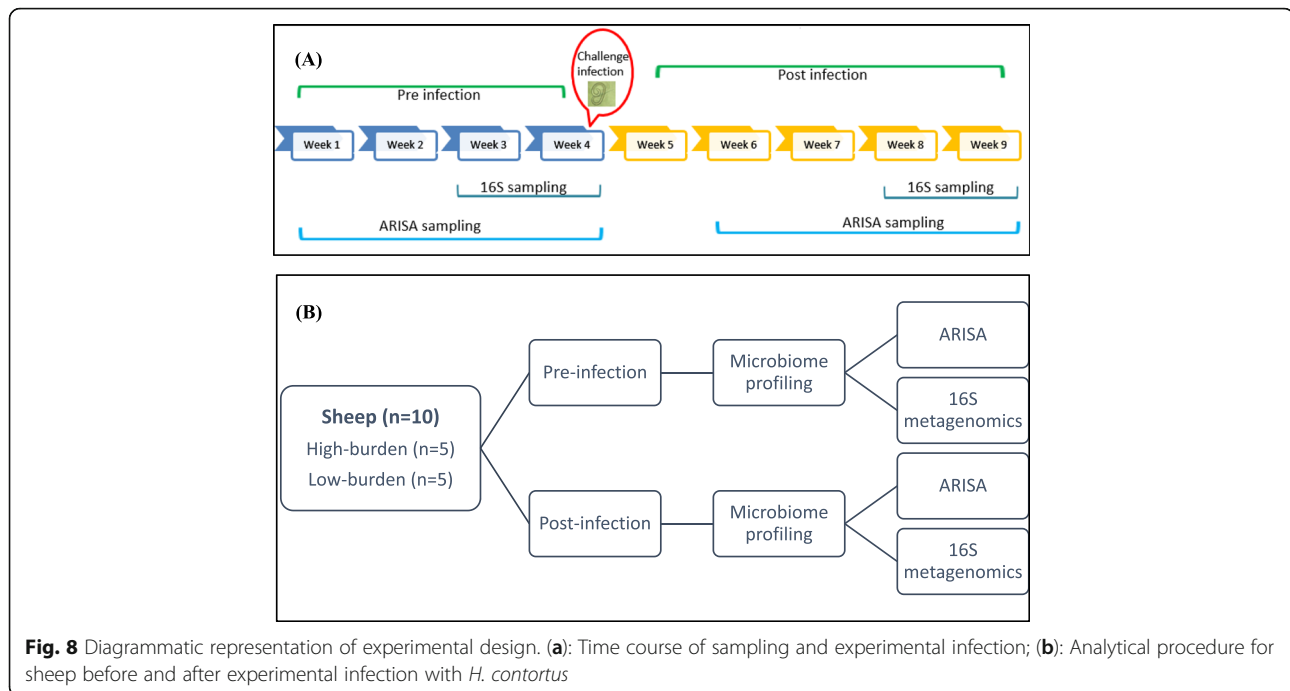 (A)
Challenge
infection
Pre infection
Post infection
Week 1
Week 2
Week 3
Week 4
Week 5
Week 6
Week 7
Week 8
Week 9
16S sampling
16S sampling
ARISA sampling
ARISA sampling
(B)
Sheep (n=10)
High-burden (n=5)
Low-burden (n=5)
Pre-infection
Microbiome
profiling
ARISA
16S
metagenomics
Post-infection
Microbiome
profiling
ARISA
16S
metagenomics
Fig. 8 Diagrammatic representation of experimental design. (a): Time course of sampling and experimental infection; (b): Analytical procedure for
sheep before and after experimental infection with H. contortus